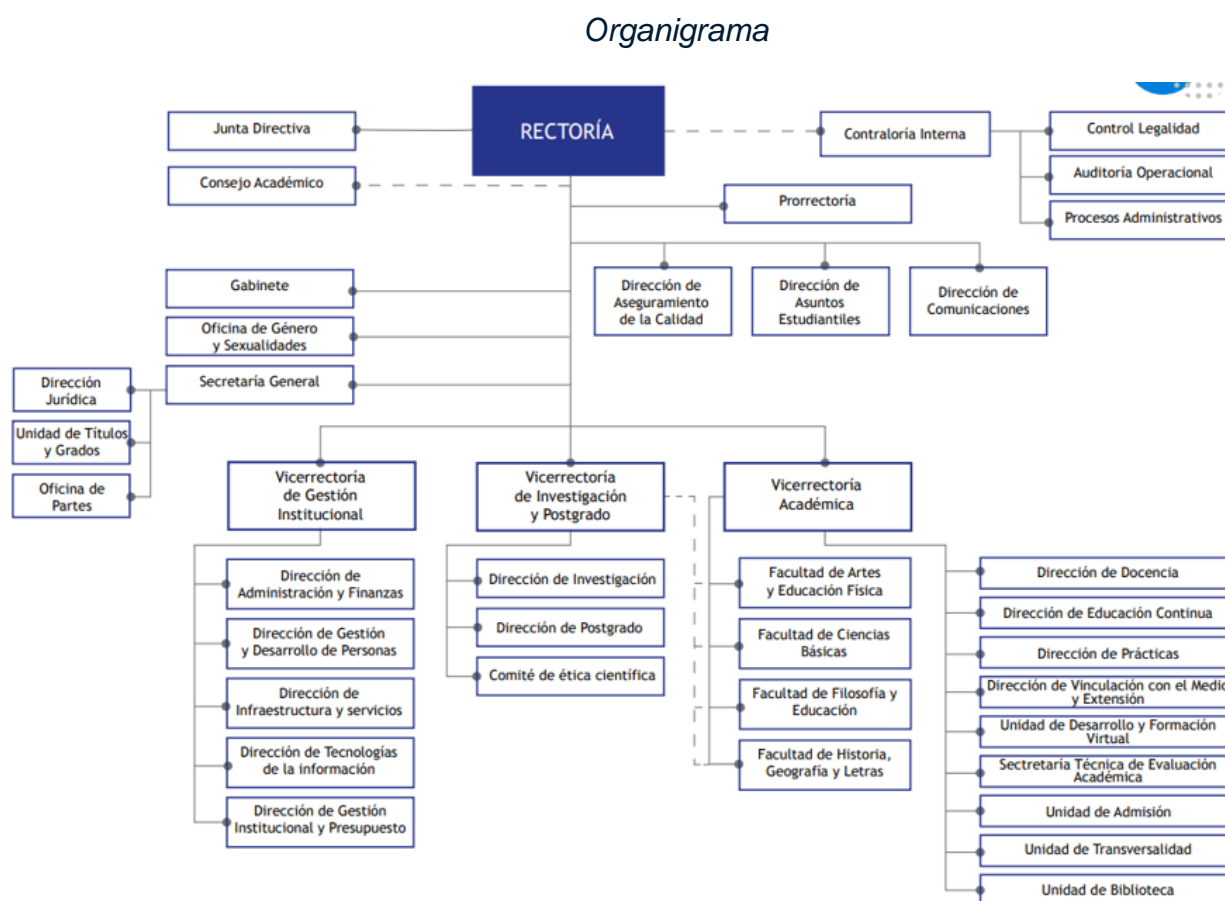 Organigrama
RECTORÍA
Junta Directiva
Consejo Académico
Contraloría Interna
Control Legalidad
Auditoría Operacional
Procesos Administrativos
Prorrectoría
Dirección de
Aseguramiento
de la Calidad
Dirección de
Asuntos
Estudiantiles
Dirección de
Comunicaciones
Gabinete
Oficina de Género
y Sexualidades
Secretaría General
Dirección
Jurídica
Unidad de Títulos
y Grados
Oficina de
Partes
Vicerrectoría
de Gestión
Institucional
Vicerrectoría
de Investigación
y Postgrado
Vicerrectoría
Académica
Dirección de
Administración y Finanzas
Dirección de Gestión
y Desarrollo de Personas
Dirección de
Infraestructura y servicios
Dirección de Tecnologías
de la información
Dirección de Gestión
Institucional y Presupuesto
Dirección de Investigación
Dirección de Postgrado
Comité de ética científica
Facultad de Artes
y Educación Física
Facultad de Ciencias
Básicas
Facultad de Filosofía y
Educación
Facultad de Historia,
Geografía y Letras
Dirección de Docencia
Dirección de Educación Continua
Dirección de Prácticas
Dirección de Vinculación con el Medio
y Extensión
Unidad de Desarrollo y Formación
Virtual
Sectretaría Técnica de Evaluación
Académica
Unidad de Admisión
Unidad de Transversalidad
Unidad de Biblioteca